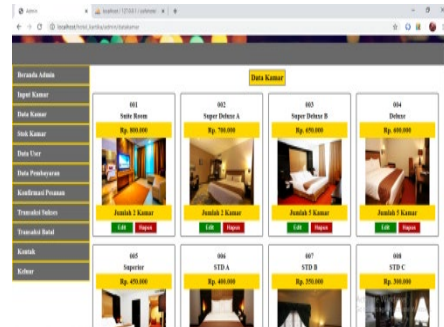 Admin
localhost / 127.0.0.1 /
localhost/hotel_kartika/admin/datakamar
Beranda Admin
Input Kamar
Data Kamar
Stok Kamar
Data User
Data Pembayaran
Konfirmasi Pesanan
Transaksi Sukses
Transaksi Batal
Kontak
Keluar
Data Kamar
001
Suite Room
Rp. 800.000
Jumlah 2 Kamar
Edit Hapus
002
Super Deluxe A
Rp. 700.000
Jumlah 2 Kamar
Edit Hapus
003
Super Deluxe B
Rp. 650.000
Jumlah 3 Kamar
Edit Hapus
004
Deluxe
Rp. 600.000
Jumlah 5 Kamar
Edit Hapus
005
Superior
Rp. 450.000
006
STD A
Rp. 400.000
007
STD B
Rp. 350.000
008
STD C
Rp. 300.000